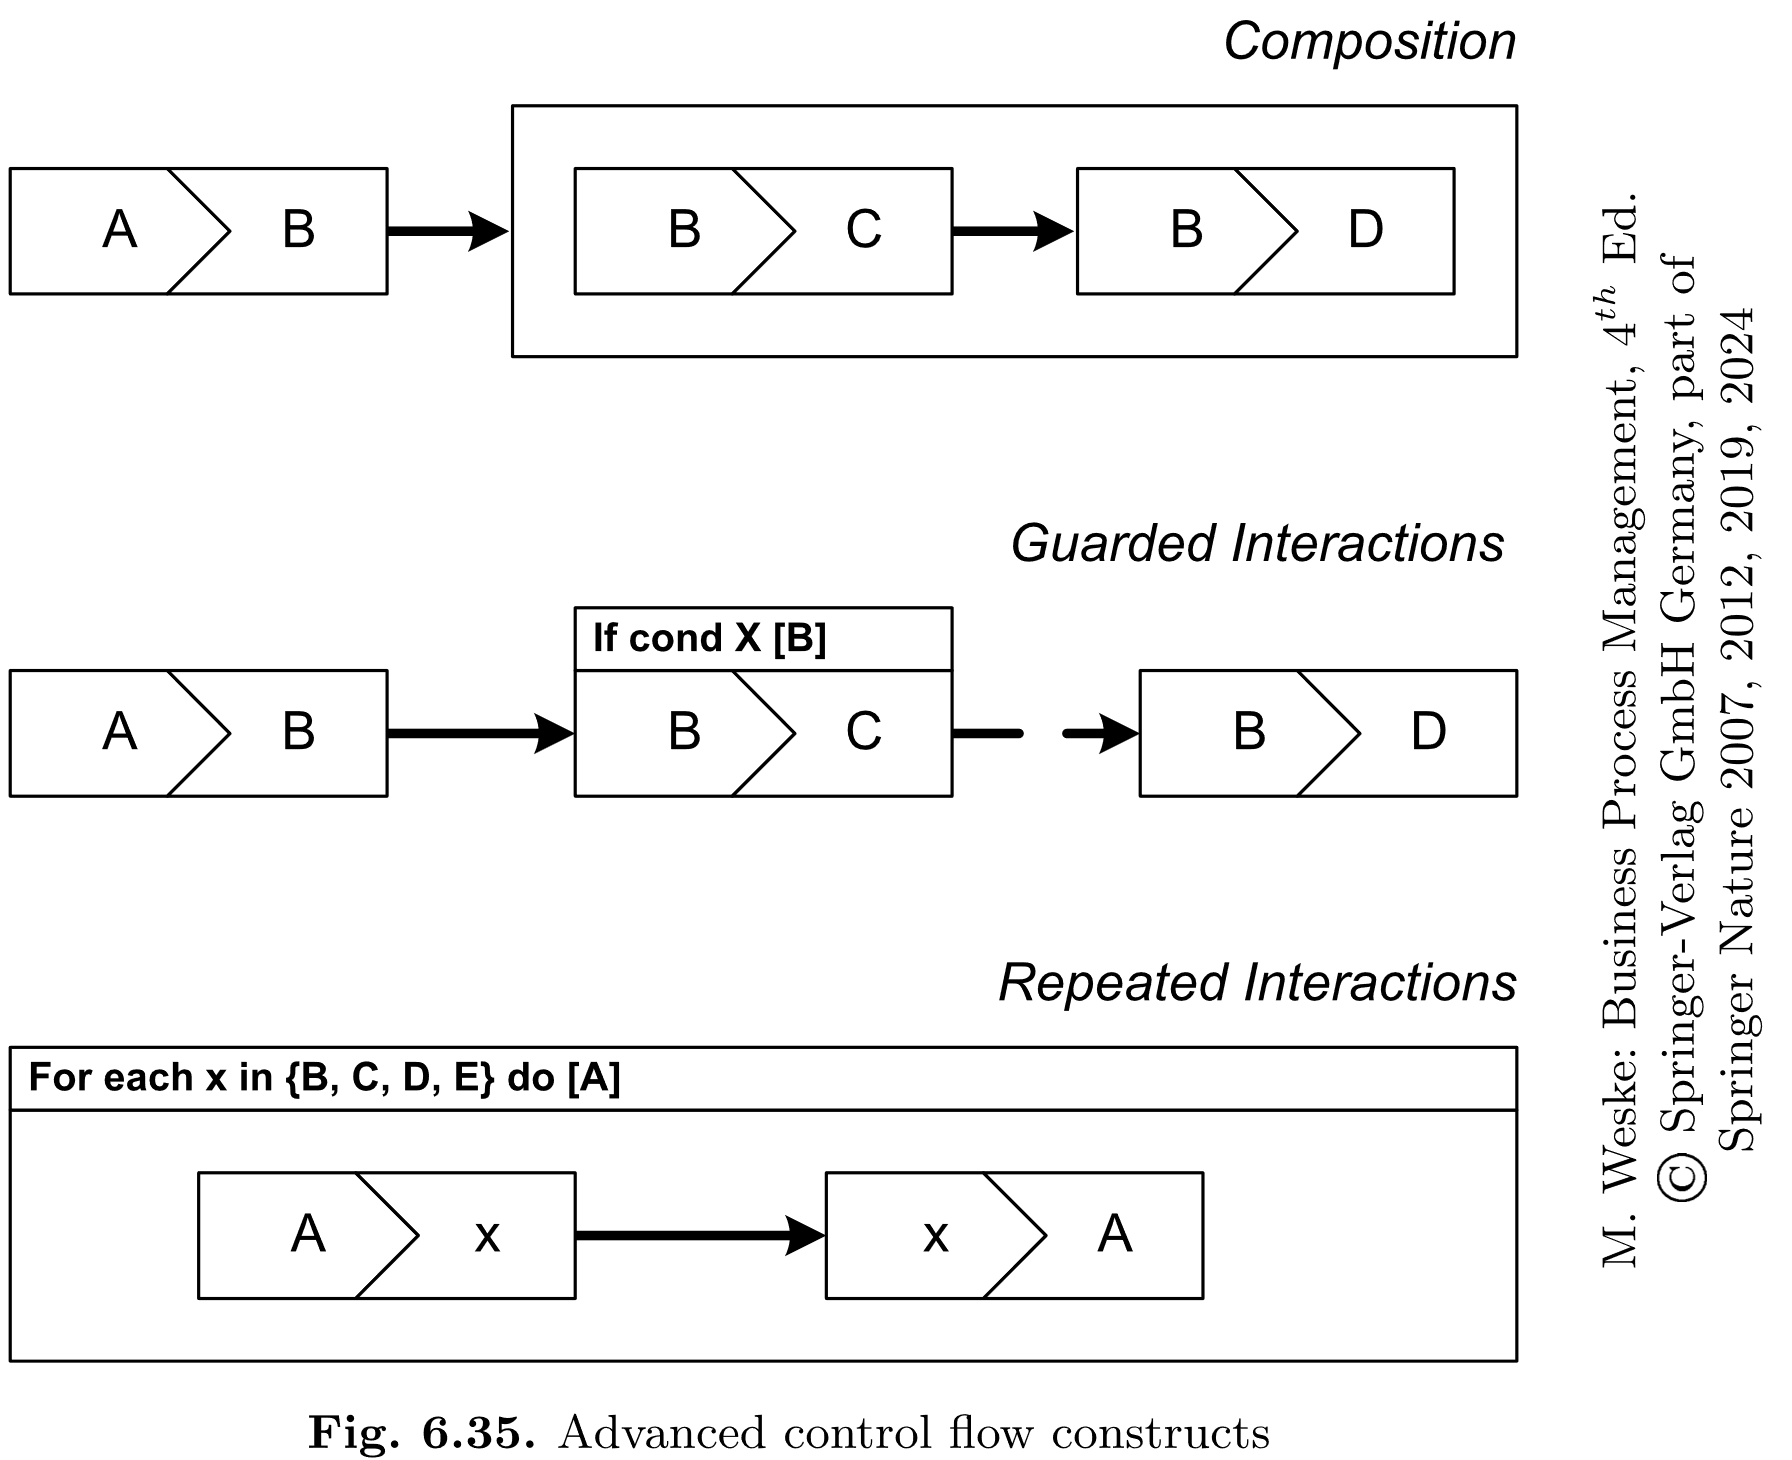 Composition
A B B C B D
Guarded Interactions
If cond X [B]
A B B C B D
Repeated Interactions
For each x in {B, C, D, E} do [A]
A x x A
Fig. 6.35. Advanced control flow constructs
M. Weske: Business Process Management, 4th Ed.
© Springer-Verlag GmbH Germany, part of
Springer Nature 2007, 2012, 2019, 2024